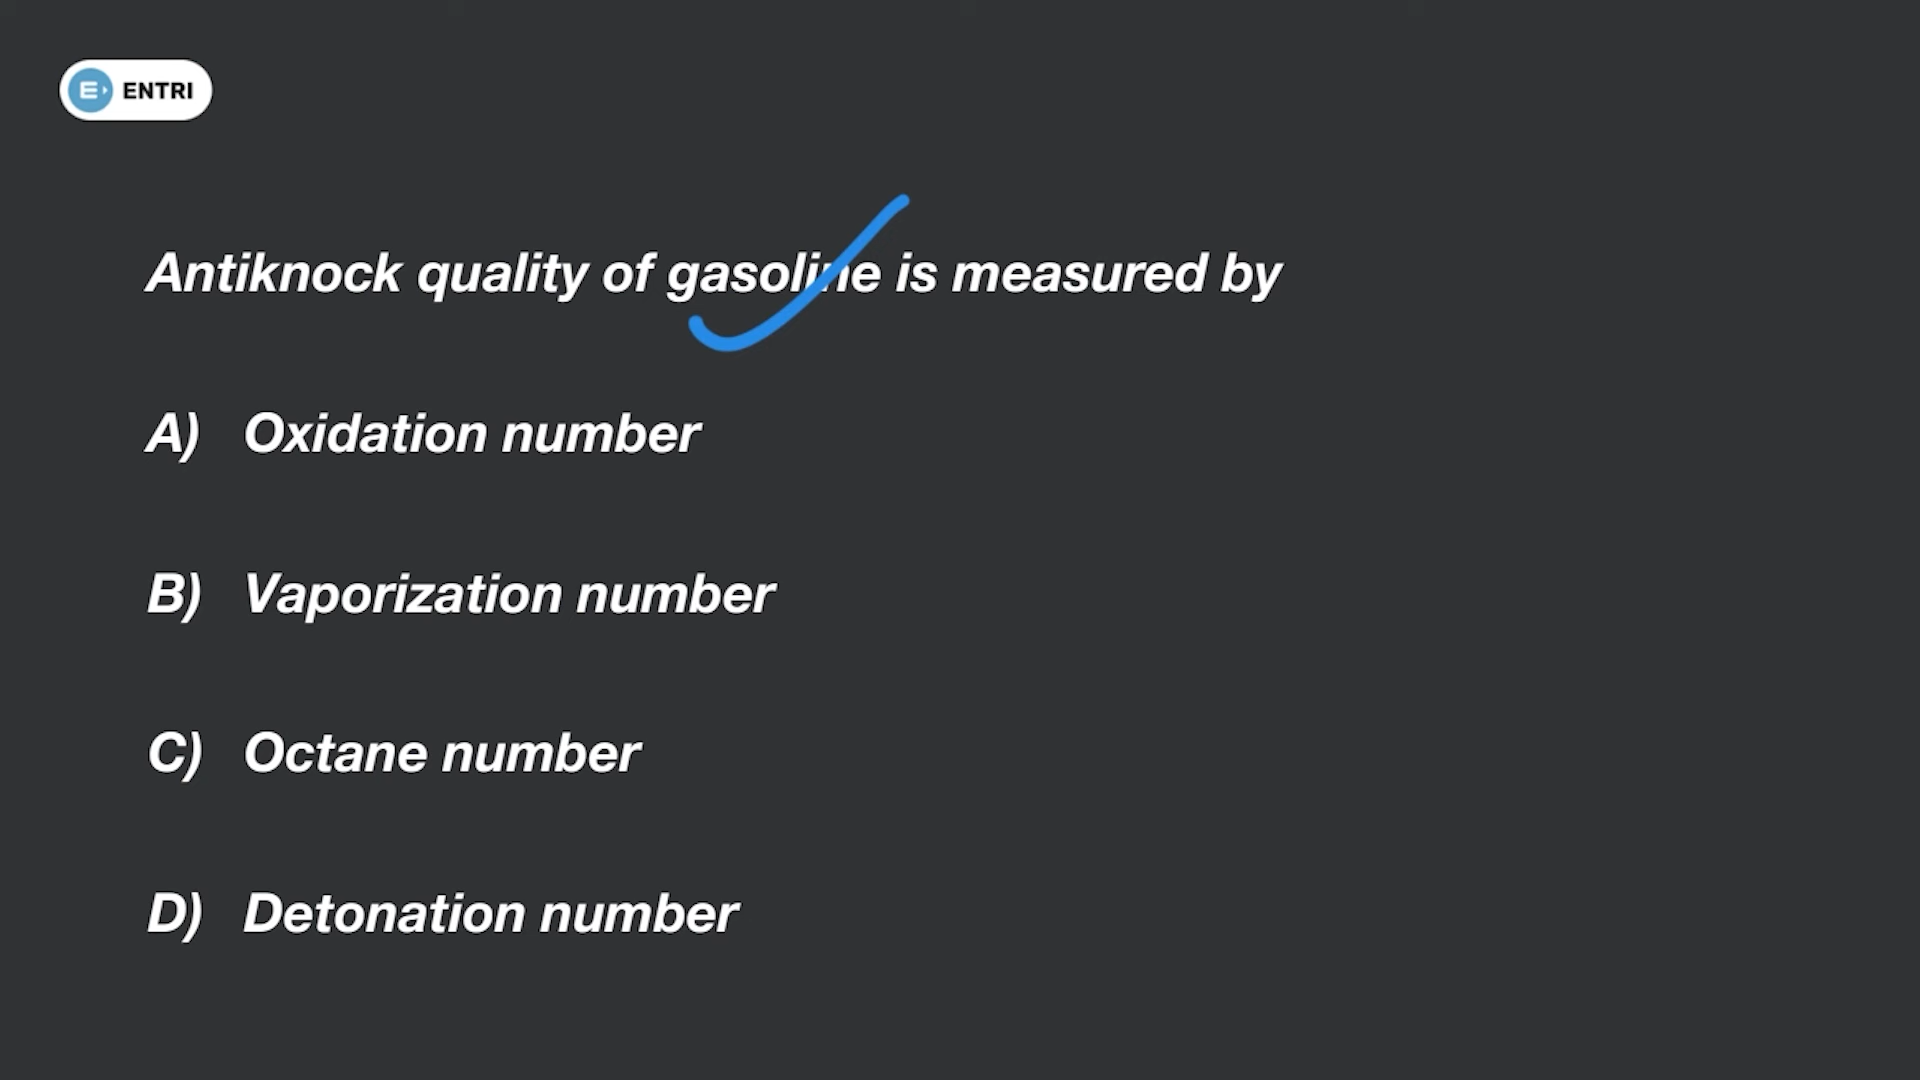 ENTRI
Antiknock quality of gasoline is measured by
A) Oxidation number
B) Vaporization number
C) Octane number
D) Detonation number